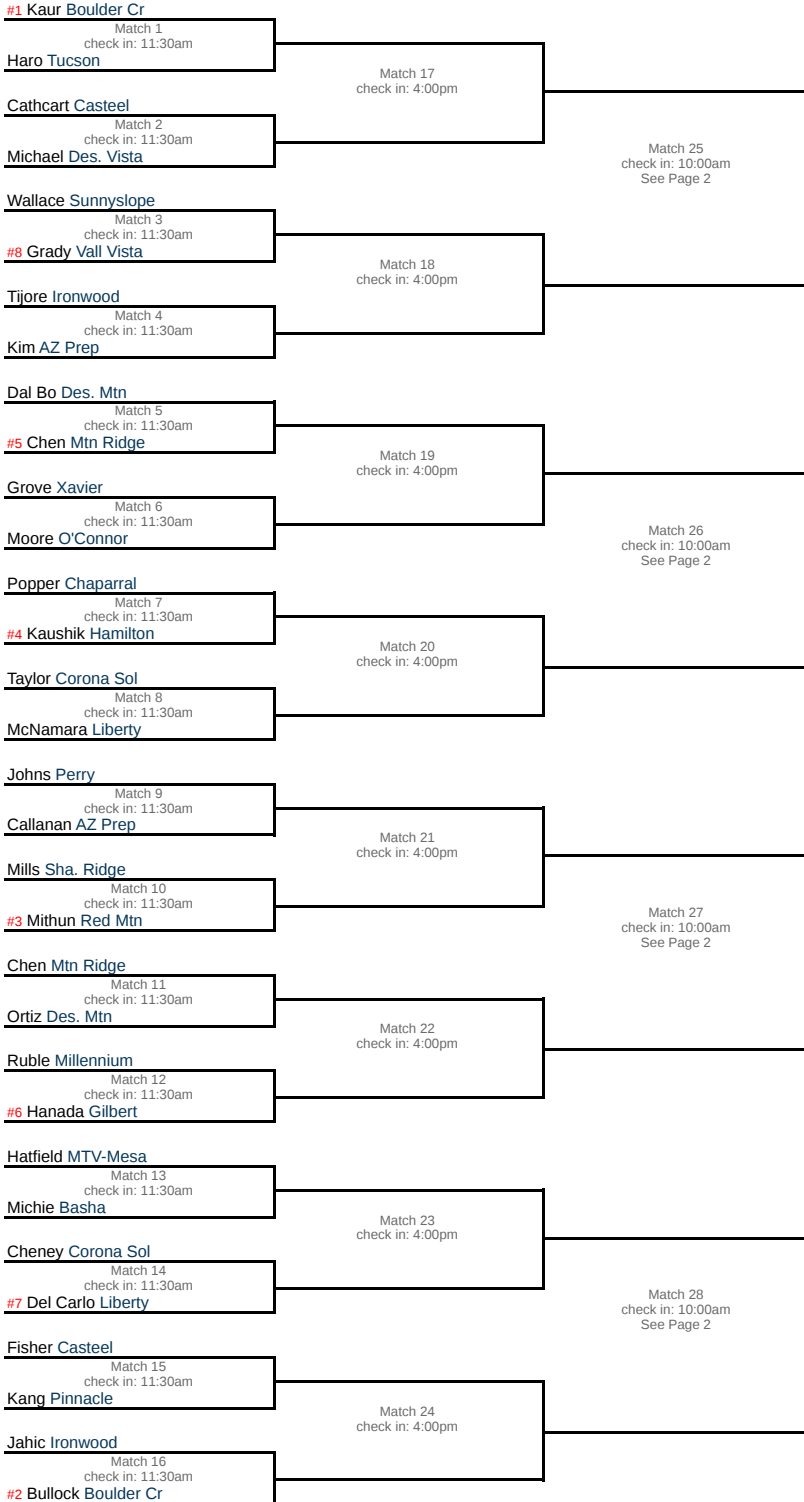 #1 Kaur Boulder Cr
Match 1
check in: 11:30am
Haro Tucson
Match 17
check in: 4:00pm
Cathcart Casteel
Match 2
check in: 11:30am
Michael Des. Vista
Match 25
check in: 10:00am
See Page 2
Wallace Sunnyslope
Match 3
check in: 11:30am
#8 Grady Vall Vista
Match 18
check in: 4:00pm
Tijore Ironwood
Match 4
check in: 11:30am
Kim AZ Prep
Dal Bo Des. Mtn
Match 5
check in: 11:30am
#5 Chen Mtn Ridge
Match 19
check in: 4:00pm
Grove Xavier
Match 6
check in: 11:30am
Moore O'Connor
Match 26
check in: 10:00am
See Page 2
Popper Chaparral
Match 7
check in: 11:30am
#4 Kaushik Hamilton
Match 20
check in: 4:00pm
Taylor Corona Sol
Match 8
check in: 11:30am
McNamara Liberty
Johns Perry
Match 9
check in: 11:30am
Callanan AZ Prep
Match 21
check in: 4:00pm
Mills Sha. Ridge
Match 10
check in: 11:30am
#3 Mithun Red Mtn
Match 27
check in: 10:00am
See Page 2
Chen Mtn Ridge
Match 11
check in: 11:30am
Ortiz Des. Mtn
Match 22
check in: 4:00pm
Ruble Millennium
Match 12
check in: 11:30am
#6 Hanada Gilbert
Hatfield MTV-Mesa
Match 13
check in: 11:30am
Michie Basha
Match 23
check in: 4:00pm
Cheney Corona Sol
Match 14
check in: 11:30am
#7 Del Carlo Liberty
Match 28
check in: 10:00am
See Page 2
Fisher Casteel
Match 15
check in: 11:30am
Kang Pinnacle
Match 24
check in: 4:00pm
Jahic Ironwood
Match 16
check in: 11:30am
#2 Bullock Boulder Cr